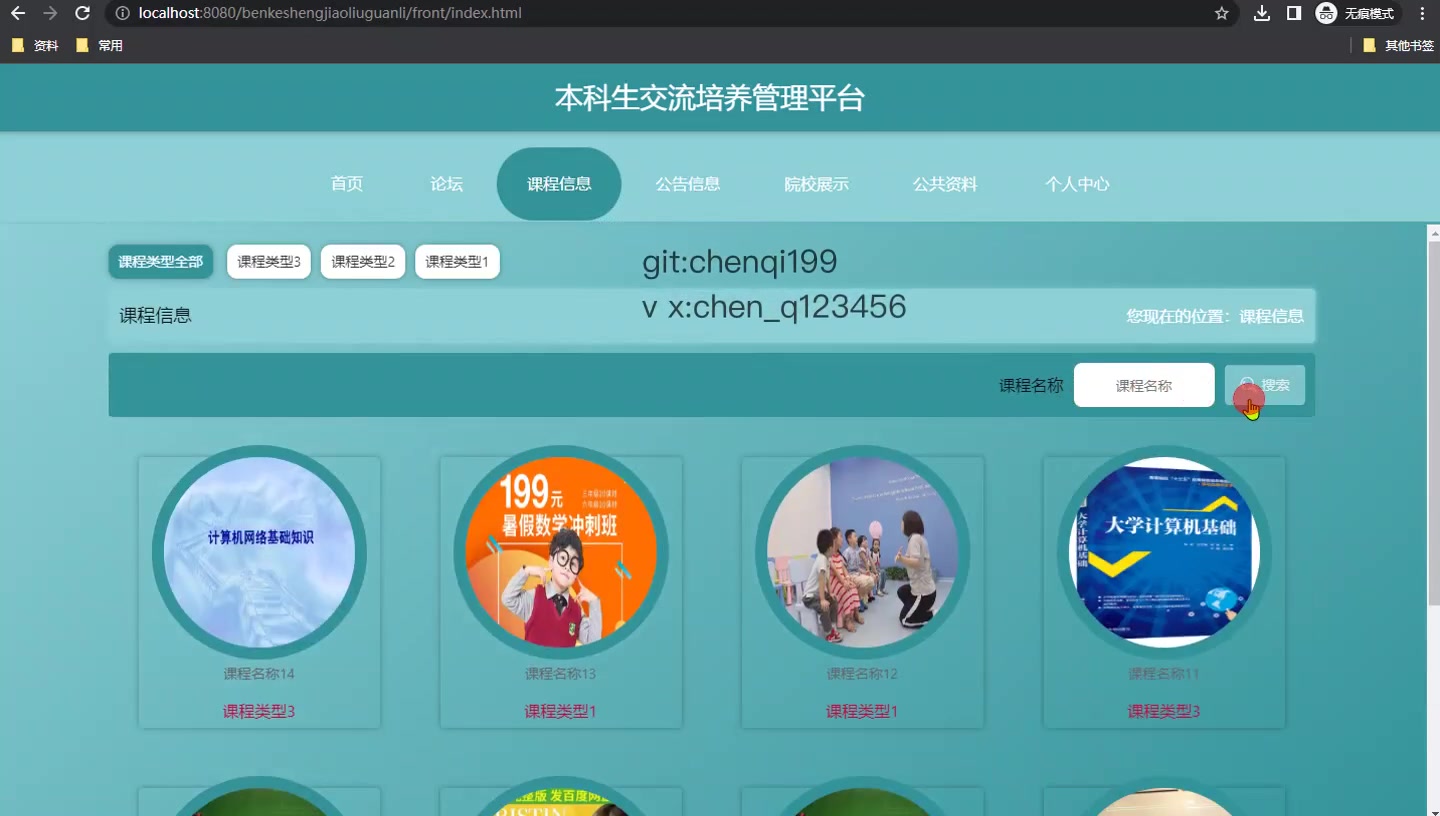 localhost:8080/benkeshengjiaoliuguanli/front/index.html
无痕模式
资料
常用
其他书签
本科生交流培养管理平台
首页
论坛
课程信息
公告信息
院校展示
公共资料
个人中心
课程类型全部
课程类型3
课程类型2
课程类型1
git:chenqi199
v x:chen_q123456
课程信息
您现在的位置：课程信息
课程名称
课程名称
搜索
计算机网络基础知识
199元
暑假数学冲刺班
大学计算机基础
大学计算机基础
课程名称14
课程名称13
课程名称12
课程名称11
课程类型3
课程类型1
课程类型1
课程类型3